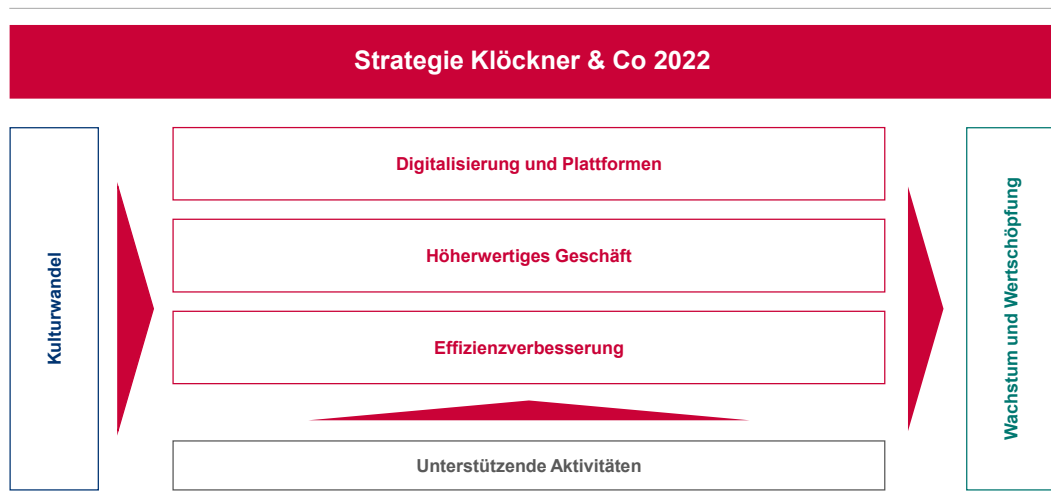 Strategie Klöckner & Co 2022
Kulturwandel
Digitalisierung und Plattformen
Höherwertiges Geschäft
Effizienzverbesserung
Unterstützende Aktivitäten
Wachstum und Wertschöpfung